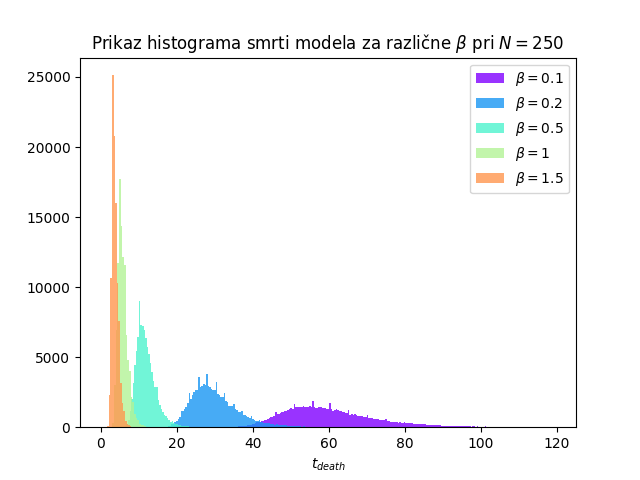 Prikaz histograma smrti modela za različne β pri N = 250
25000
20000
15000
10000
5000
0
β = 0.1
β = 0.2
β = 0.5
β = 1
β = 1.5
0 20 40 60 80 100 120
t_death